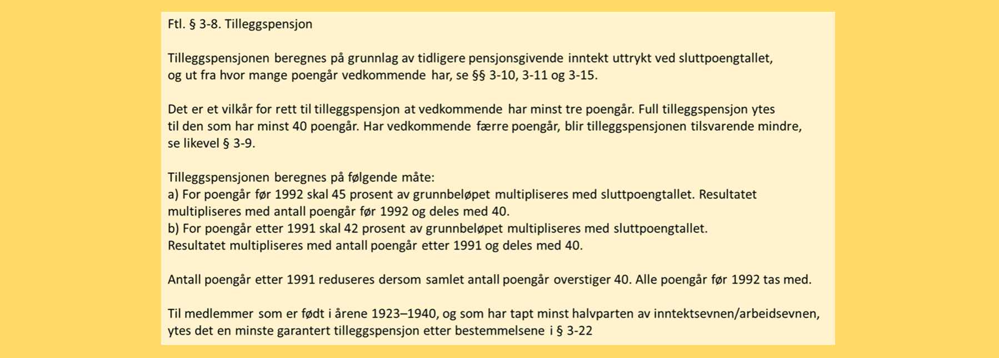 Ftl. § 3-8. Tilleggspensjon
Tilleggspensjonen beregnes på grunnlag av tidligere pensjonsgivende inntekt uttrykt ved sluttpoengtallet,
og ut fra hvor mange poengår vedkommende har, se §§ 3-10, 3-11 og 3-15.
Det er et vilkår for rett til tilleggspensjon at vedkommende har minst tre poengår. Full tilleggspensjon ytes
til den som har minst 40 poengår. Har vedkommende færre poengår, blir tilleggspensjonen tilsvarende mindre,
se likevel § 3-9.
Tilleggspensjonen beregnes på følgende måte:
a) For poengår før 1992 skal 45 prosent av grunnbeløpet multipliseres med sluttpoengtallet. Resultatet
multipliseres med antall poengår før 1992 og deles med 40.
b) For poengår etter 1991 skal 42 prosent av grunnbeløpet multipliseres med sluttpoengtallet.
Resultatet multipliseres med antall poengår etter 1991 og deles med 40.
Antall poengår etter 1991 reduseres dersom samlet antall poengår overstiger 40. Alle poengår før 1992 tas med.
Til medlemmer som er født i årene 1923–1940, og som har tapt minst halvparten av inntektsevnen/arbeidsevnen,
ytes det en minste garantert tilleggspensjon etter bestemmelsene i § 3-22